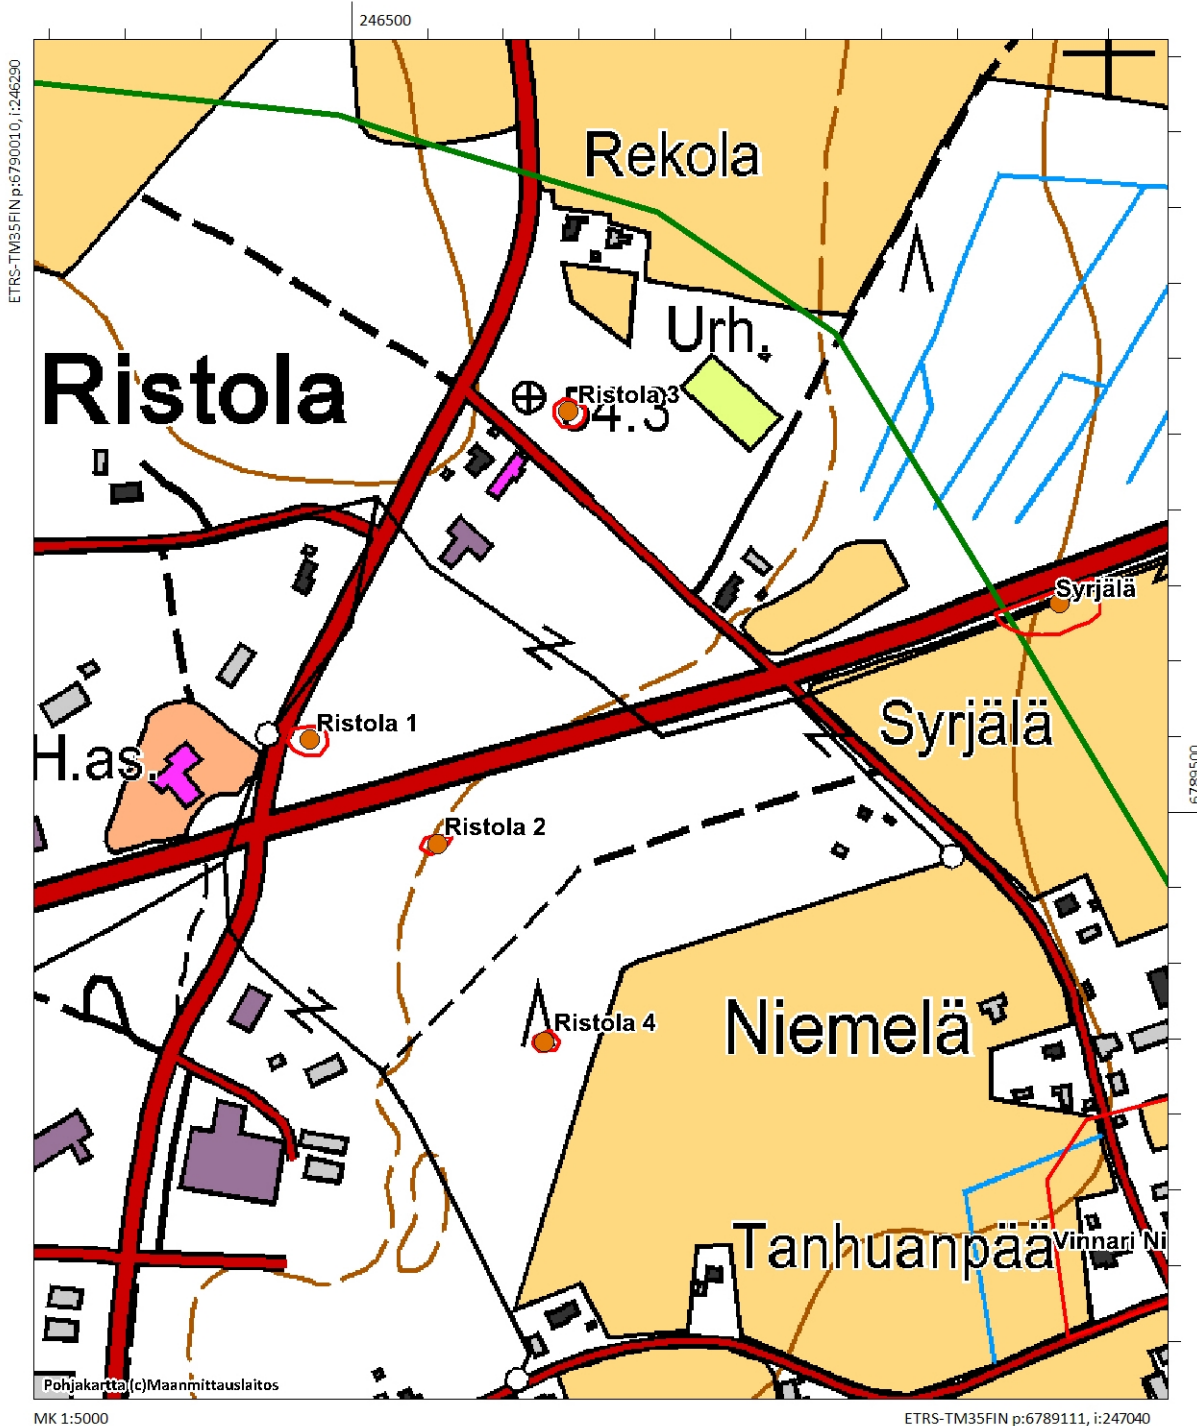 246500
ETRS-TM35FIN p:6790010, i:246290
Rekola
Urh.
Ristola
Ristola 3
54.3
Syrjälä
Syrjälä
Ristola 1
H.as.
Ristola 2
6789500
Niemelä
Ristola 4
Tanhuanpää
Vinnari Ni
Pohjakartta (c)Maanmittauslaitos
MK 1:5000
ETRS-TM35FIN p:6789111, i:247040